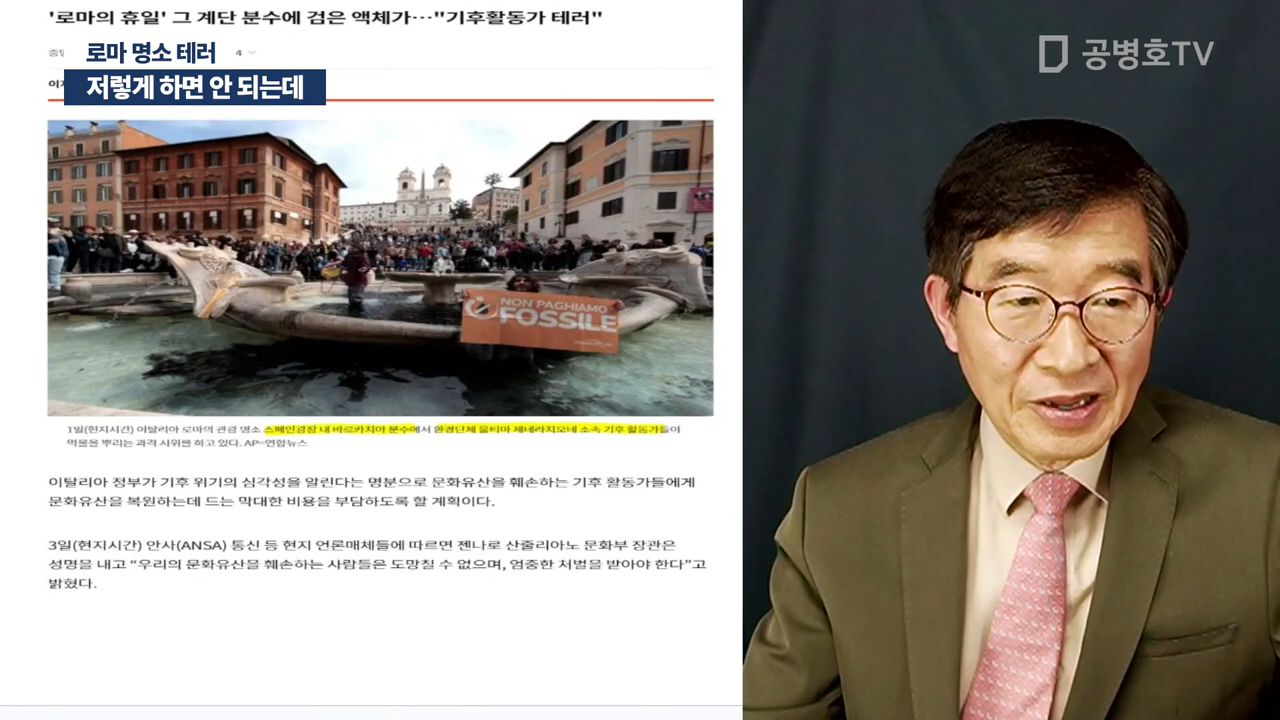 '로마의 휴일' 그 계단 분수에 검은 액체가…"기후활동가 테러"
4
로마 명소 테러
저렇게 하면 안 되는데
공병호TV
NON PAGHIAMO
FOSSILE
1일(현지시간) 이탈리아 로마의 관광 명소 스페인광장 내 바르카치아 분수에서 환경단체 울티마 제네라치오네 소속 기후 활동가들이
먹물을 뿌리는 과격 시위를 하고 있다. AP=연합뉴스
이탈리아 정부가 기후 위기의 심각성을 알린다는 명분으로 문화유산을 훼손하는 기후 활동가들에게
문화유산을 복원하는데 드는 막대한 비용을 부담하도록 할 계획이다.
3일(현지시간) 안사(ANSA) 통신 등 현지 언론매체들에 따르면 젠나로 산줄리아노 문화부 장관은
성명을 내고 “우리의 문화유산을 훼손하는 사람들은 도망칠 수 없으며, 엄중한 처벌을 받아야 한다”고
밝혔다.